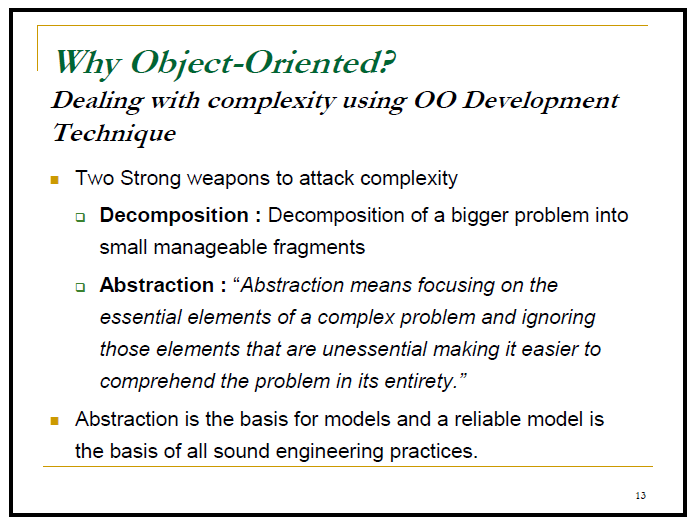 Why Object-Oriented?
Dealing with complexity using OO Development
Technique
Two Strong weapons to attack complexity
Decomposition : Decomposition of a bigger problem into
small manageable fragments
Abstraction : “Abstraction means focusing on the
essential elements of a complex problem and ignoring
those elements that are unessential making it easier to
comprehend the problem in its entirety.”
Abstraction is the basis for models and a reliable model is
the basis of all sound engineering practices.
13